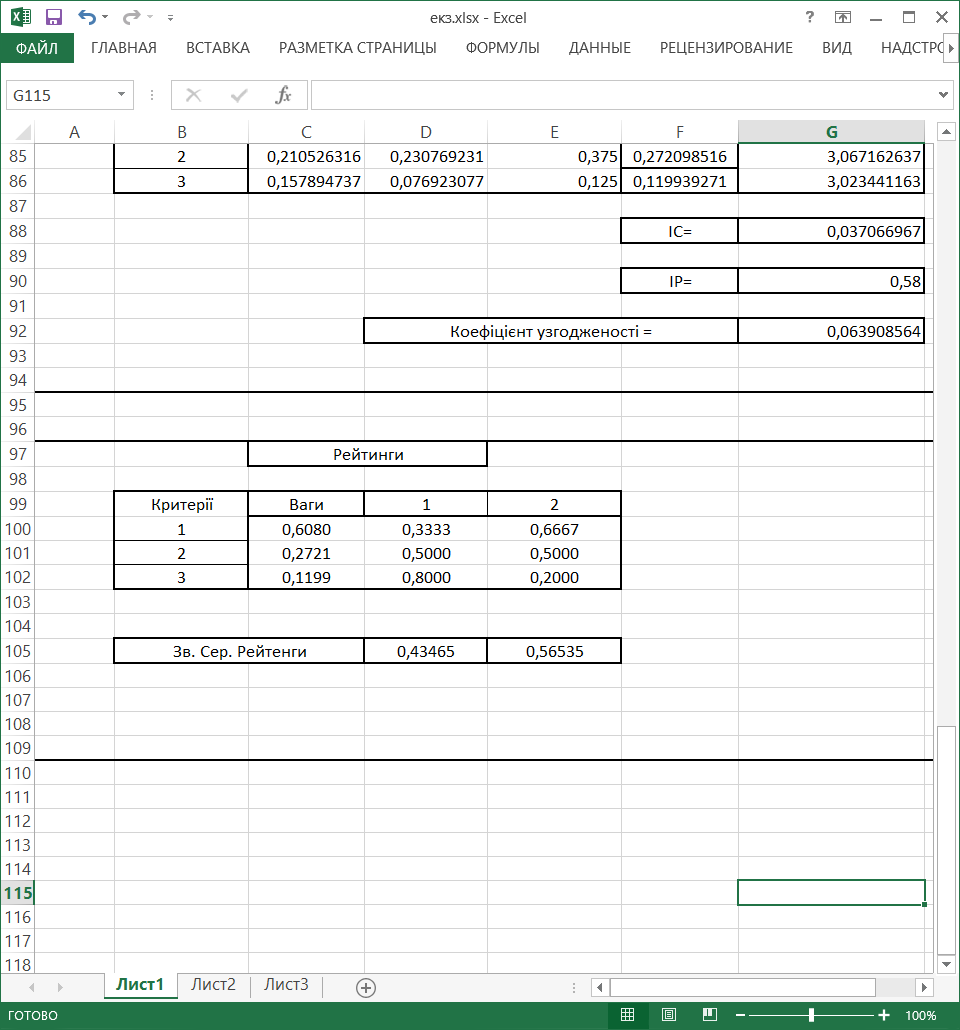 екз.xlsx - Excel
ФАЙЛ ГЛАВНАЯ ВСТАВКА РАЗМЕТКА СТРАНИЦЫ ФОРМУЛЫ ДАННЫЕ РЕЦЕНЗИРОВАНИЕ ВИД НАДСТРО
G115 fx
A B C D E F G
85 2 0,210526316 0,230769231 0,375 0,272098516 3,067162637
86 3 0,157894737 0,076923077 0,125 0,119939271 3,023441163
87
88 ІС= 0,037066967
89
90 ІР= 0,58
91
92 Коефіцієнт узгодженості = 0,063908564
93
94
95
96
97 Рейтинги
98
99 Критерії Ваги 1 2
100 1 0,6080 0,3333 0,6667
101 2 0,2721 0,5000 0,5000
102 3 0,1199 0,8000 0,2000
103
104
105 Зв. Сер. Рейтенги 0,43465 0,56535
106
107
108
109
110
111
112
113
114
115
116
117
118
Лист1 Лист2 Лист3
ГОТОВО 100%